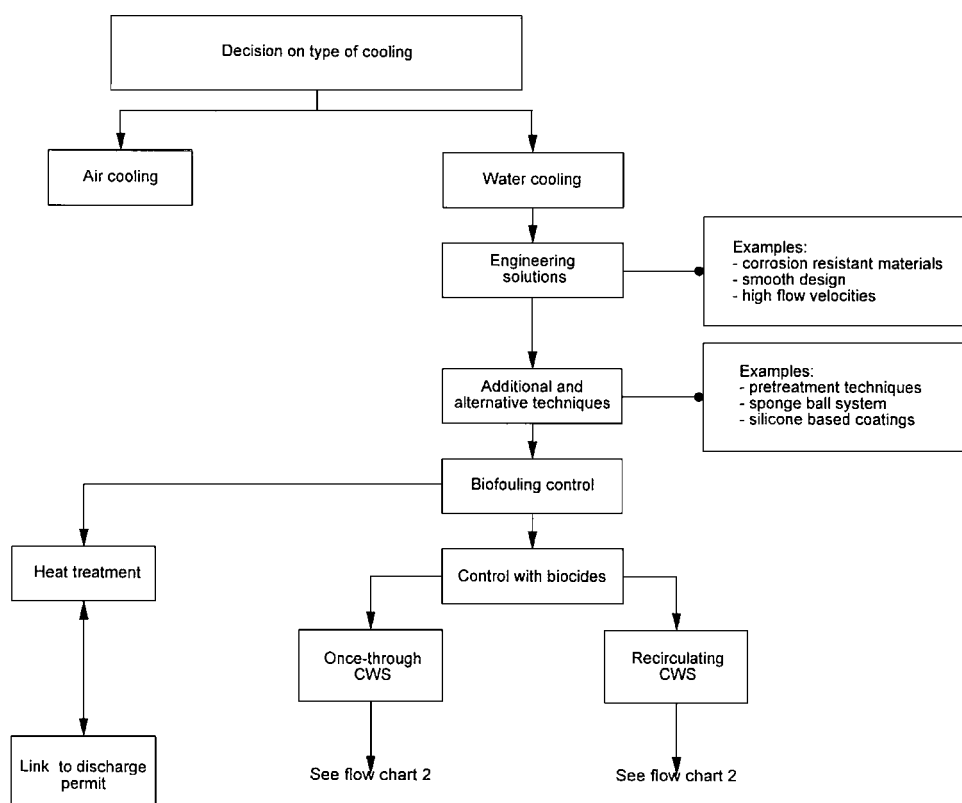 Decision on type of cooling
Air cooling
Water cooling
Engineering
solutions
Examples:
- corrosion resistant materials
- smooth design
- high flow velocities
Additional and
alternative techniques
Examples:
- pretreatment techniques
- sponge ball system
- silicone based coatings
Biofouling control
Heat treatment
Control with biocides
Once-through
CWS
Recirculating
CWS
Link to discharge
permit
See flow chart 2
See flow chart 2